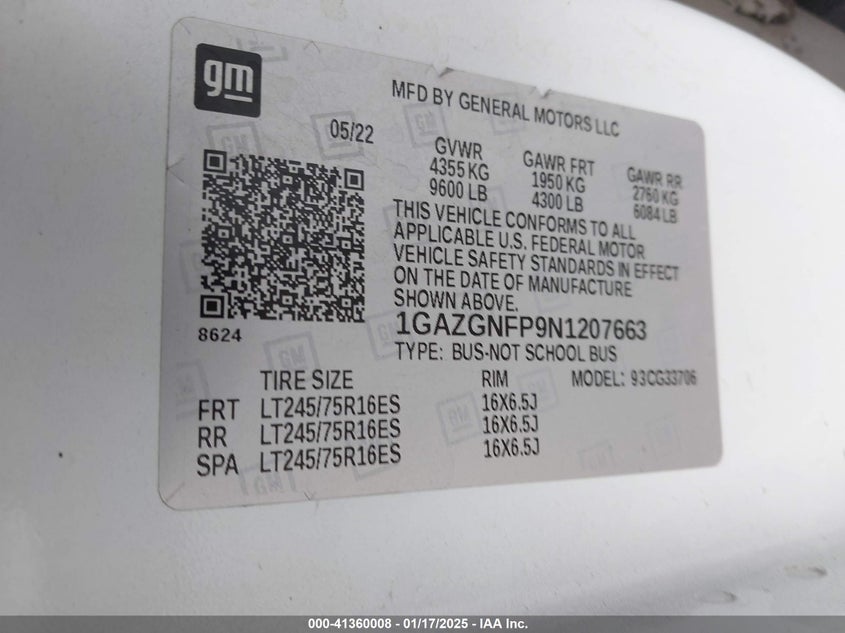 gm
MFD BY GENERAL MOTORS LLC
05/22
GVWR GAWR FRT GAWR RR
4355 KG 1950 KG 2760 KG
9600 LB 4300 LB 6084 LB
THIS VEHICLE CONFORMS TO ALL
APPLICABLE U.S. FEDERAL MOTOR
VEHICLE SAFETY STANDARDS IN EFFECT
ON THE DATE OF MANUFACTURE
SHOWN ABOVE.
8624
1GAZGNFP9N1207663
TYPE: BUS-NOT SCHOOL BUS
MODEL: 93CG33706
TIRE SIZE RIM
FRT LT245/75R16ES 16X6.5J
RR LT245/75R16ES 16X6.5J
SPA LT245/75R16ES 16X6.5J
000-41360008 - 01/17/2025 - IAA Inc.